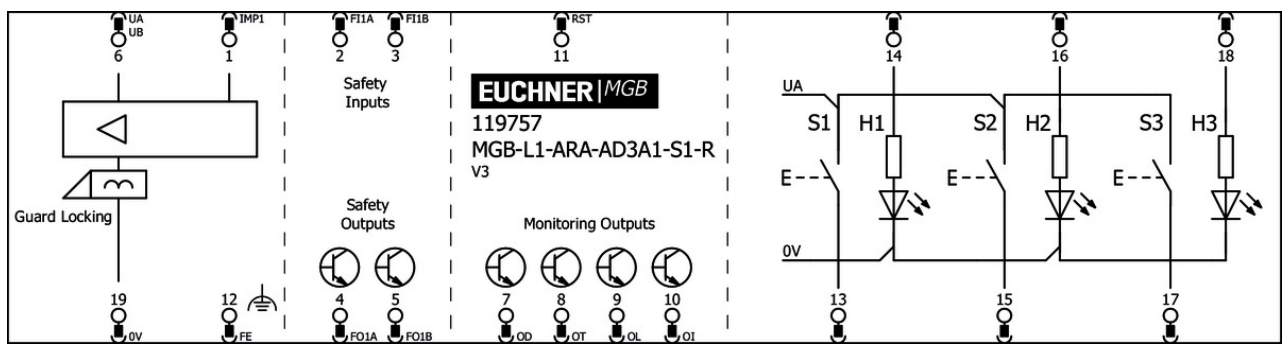 UA
UB
IMP1
FI1A
FI1B
RST
6
1
2
3
11
14
16
18
Safety
Inputs
EUCHNER MGB
119757
MGB-L1-ARA-AD3A1-S1-R
V3
UA
S1
H1
S2
H2
S3
H3
E
E
E
Guard Locking
Safety
Outputs
Monitoring Outputs
0V
19
12
4
5
7
8
9
10
13
15
17
0V
FE
FO1A
FO1B
OD
OT
OL
OI